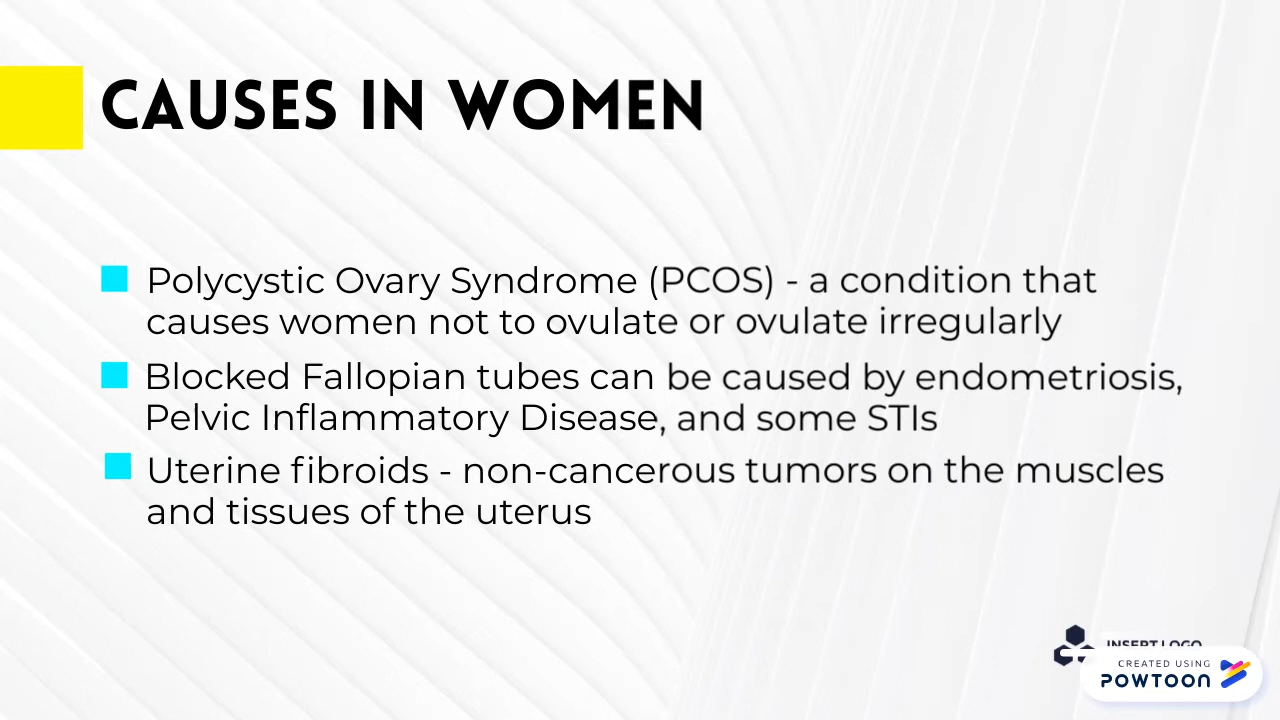 CAUSES IN WOMEN
Polycystic Ovary Syndrome (PCOS) - a condition that
causes women not to ovulate or ovulate irregularly
Blocked Fallopian tubes can be caused by endometriosis,
Pelvic Inflammatory Disease, and some STIs
Uterine fibroids - non-cancerous tumors on the muscles
and tissues of the uterus
INSERT LOGO
CREATED USING
POWTOON